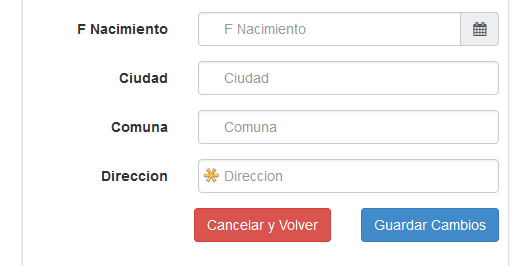 F Nacimiento F Nacimiento
Ciudad Ciudad
Comuna Comuna
Direccion Direccion
Cancelar y Volver Guardar Cambios